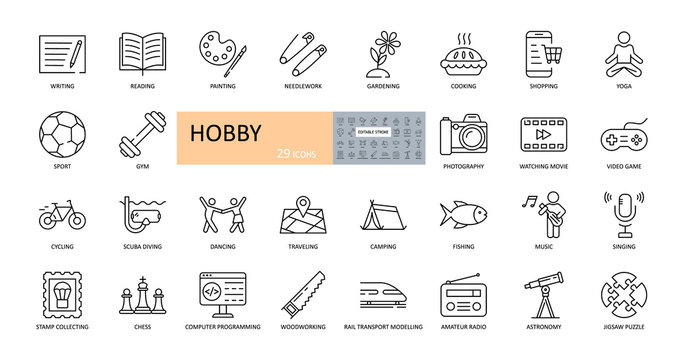 WRITING
READING
PAINTING
NEEDLEWORK
GARDENING
COOKING
SHOPPING
YOGA
SPORT
GYM
HOBBY
29 ICONS
EDITABLE STROKE
PHOTOGRAPHY
WATCHING MOVIE
VIDEO GAME
CYCLING
SCUBA DIVING
DANCING
TRAVELING
CAMPING
FISHING
MUSIC
SINGING
STAMP COLLECTING
CHESS
COMPUTER PROGRAMMING
WOODWORKING
RAIL TRANSPORT MODELLING
AMATEUR RADIO
ASTRONOMY
JIGSAW PUZZLE